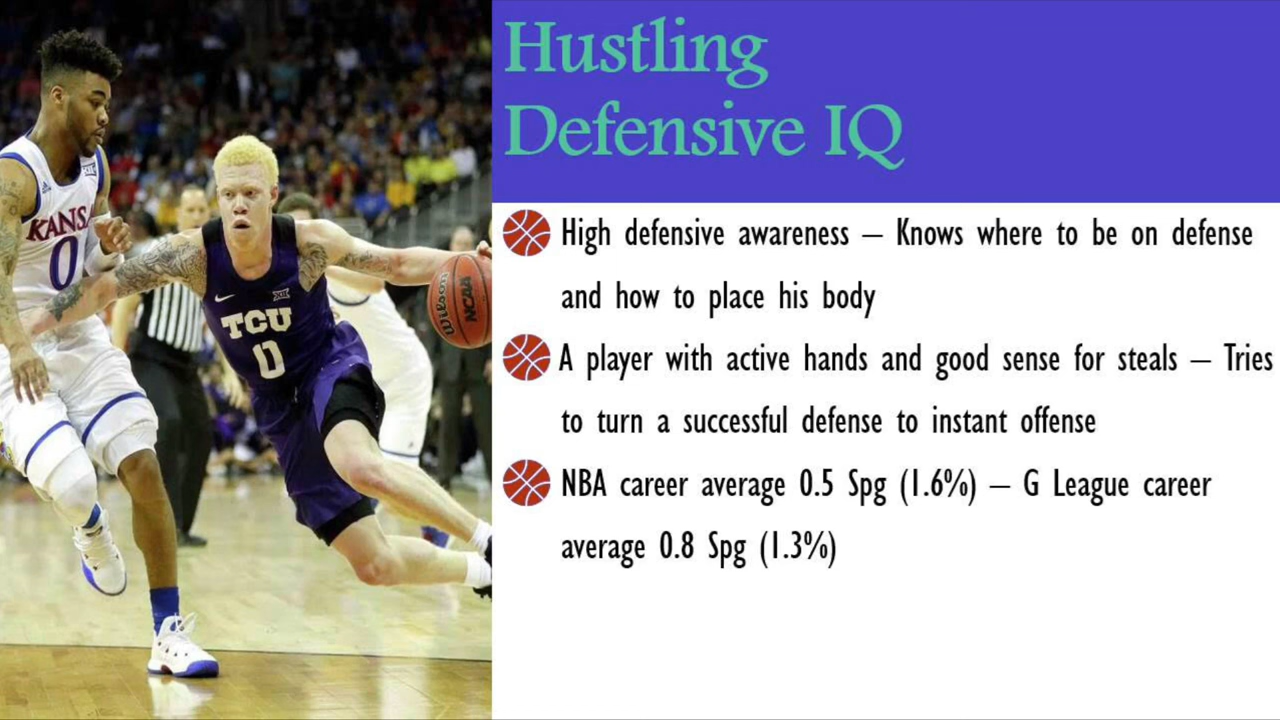 Hustling
Defensive IQ
High defensive awareness – Knows where to be on defense
and how to place his body
A player with active hands and good sense for steals – Tries
to turn a successful defense to instant offense
NBA career average 0.5 Spg (1.6%) – G League career
average 0.8 Spg (1.3%)
KANSA
0
XII
TCU
0
Wilson
NCAA